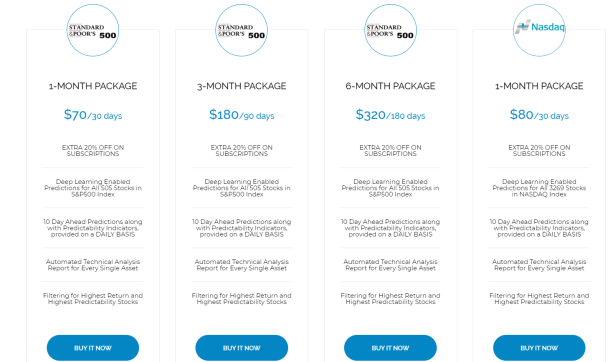 STANDARD
&POOR'S 500
1-MONTH PACKAGE
$70/30 days
EXTRA 20% OFF ON
SUBSCRIPTIONS
Deep Learning Enabled
Predictions for All 505 Stocks in
S&P500 Index
10 Day Ahead Predictions along
with Predictability Indicators,
provided on a DAILY BASIS
Automated Technical Analysis
Report for Every Single Asset
Filtering for Highest Return and
Highest Predictability Stocks
BUY IT NOW
STANDARD
&POOR'S 500
3-MONTH PACKAGE
$180/90 days
EXTRA 20% OFF ON
SUBSCRIPTIONS
Deep Learning Enabled
Predictions for All 505 Stocks in
S&P500 Index
10 Day Ahead Predictions along
with Predictability Indicators,
provided on a DAILY BASIS
Automated Technical Analysis
Report for Every Single Asset
Filtering for Highest Return and
Highest Predictability Stocks
BUY IT NOW
STANDARD
&POOR'S 500
6-MONTH PACKAGE
$320/180 days
EXTRA 20% OFF ON
SUBSCRIPTIONS
Deep Learning Enabled
Predictions for All 505 Stocks in
S&P500 Index
10 Day Ahead Predictions along
with Predictability Indicators,
provided on a DAILY BASIS
Automated Technical Analysis
Report for Every Single Asset
Filtering for Highest Return and
Highest Predictability Stocks
BUY IT NOW
Nasdaq
1-MONTH PACKAGE
$80/30 days
EXTRA 20% OFF ON
SUBSCRIPTIONS
Deep Learning Enabled
Predictions for All 3269 Stocks
in NASDAQ Index
10 Day Ahead Predictions along
with Predictability Indicators,
provided on a DAILY BASIS
Automated Technical Analysis
Report for Every Single Asset
Filtering for Highest Return and
Highest Predictability Stocks
BUY IT NOW